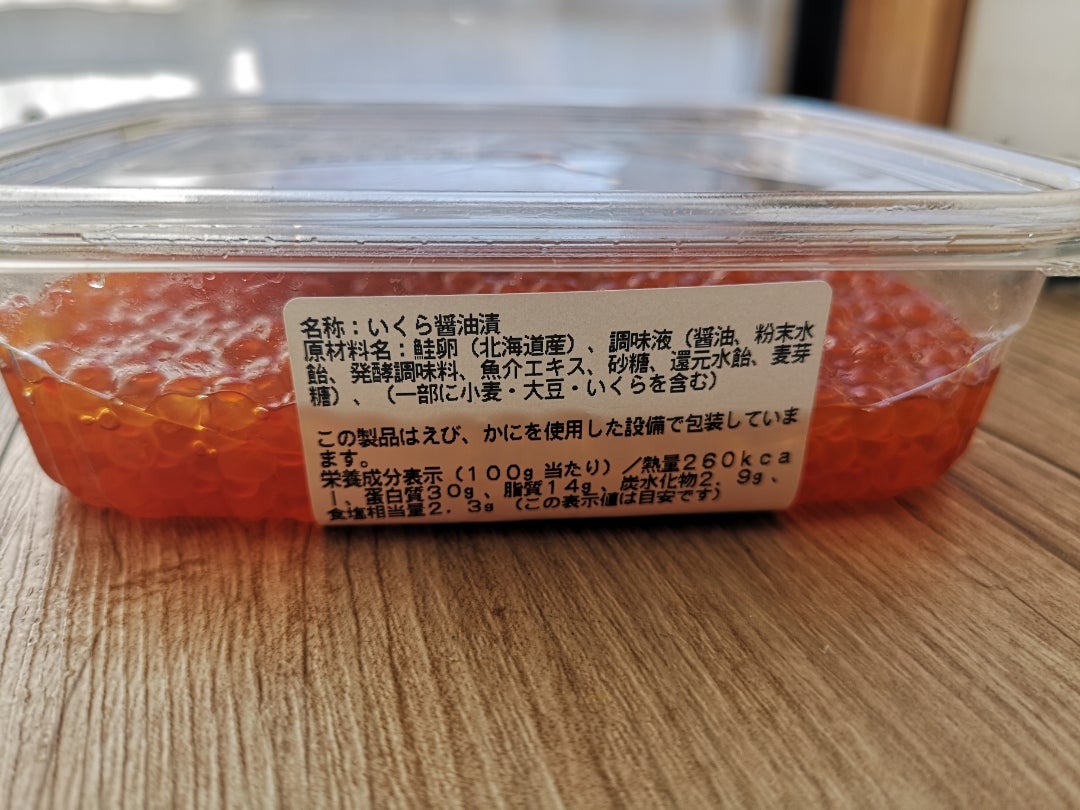 名称：いくら醤油漬
原材料名：鮭卵（北海道産）、調味液（醤油、粉末水
飴、発酵調味料、魚介エキス、砂糖、還元水飴、麦芽
糖）、（一部に小麦・大豆・いくらを含む）
この製品はえび、かにを使用した設備で包装していま
ます。
栄養成分表示（１００ｇ当たり）／熱量２６０ｋｃａ
ｌ、蛋白質３０ｇ、脂質１４ｇ、炭水化物２．９ｇ、
食塩相当量２．３ｇ（この表示値は目安です）